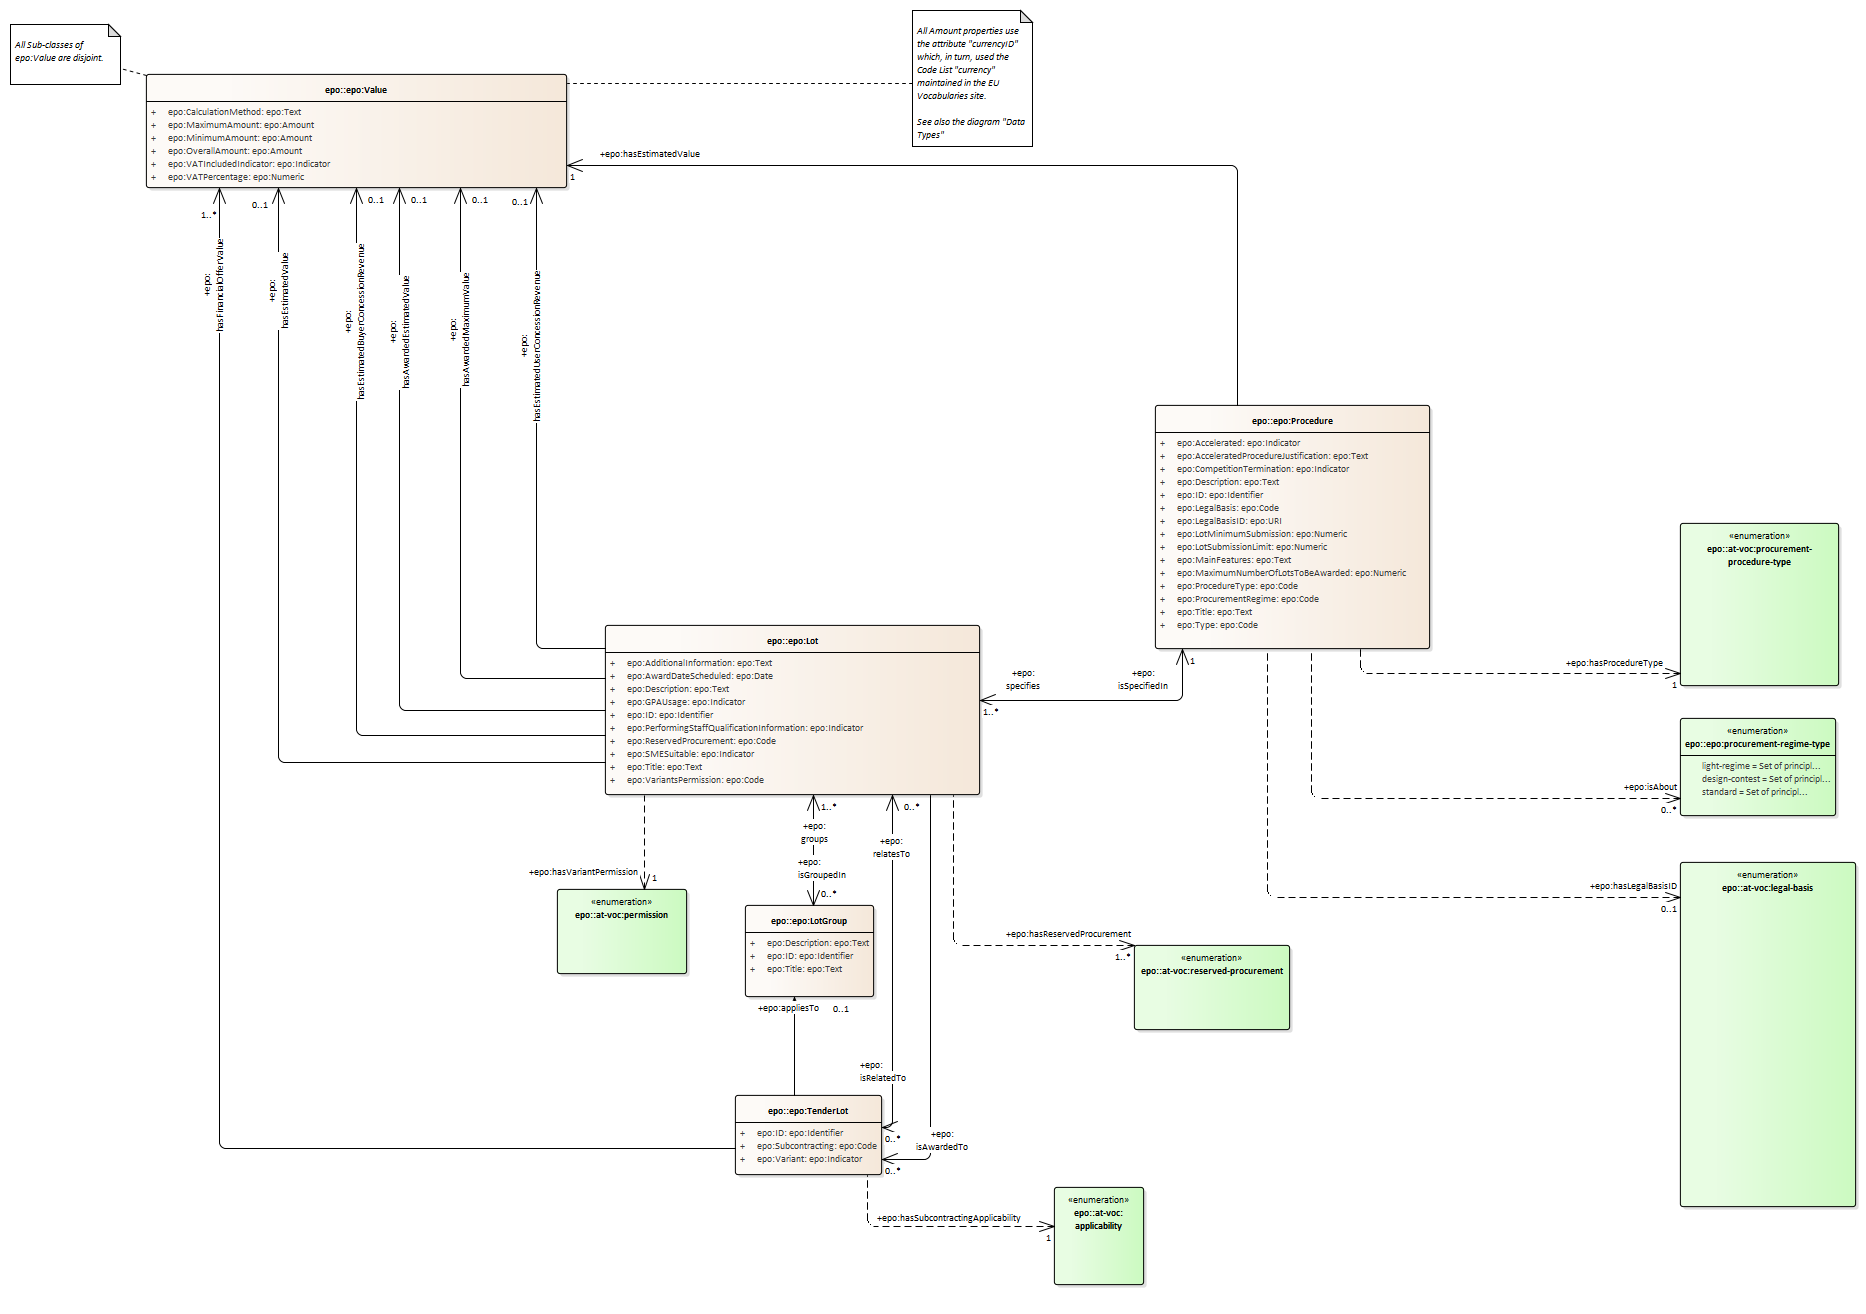 All Sub-classes of
epo:Value are disjoint.
All Amount properties use
the attribute "currencyID"
which, in turn, used the
Code List "currency"
maintained in the EU
Vocabularies site.
See also the diagram "Data
Types"
epo::epo:Value
+ epo:CalculationMethod: epo:Text
+ epo:MaximumAmount: epo:Amount
+ epo:MinimumAmount: epo:Amount
+ epo:OverallAmount: epo:Amount
+ epo:VATIncludedIndicator: epo:Indicator
+ epo:VATPercentage: epo:Numeric
+epo:hasEstimatedValue
1
1..*
0..1
0..1
0..1
0..1
0..1
+epo:
hasFinancialOfferValue
+epo:
hasEstimatedValue
+epo:
hasEstimatedBuyerConcessionRevenue
+epo:
hasAwardedEstimatedValue
+epo:
hasAwardedMaximumValue
+epo:
hasEstimatedUserConcessionRevenue
epo::epo:Procedure
+ epo:Accelerated: epo:Indicator
+ epo:AcceleratedProcedureJustification: epo:Text
+ epo:CompetitionTermination: epo:Indicator
+ epo:Description: epo:Text
+ epo:ID: epo:Identifier
+ epo:LegalBasis: epo:Code
+ epo:LegalBasisID: epo:URI
+ epo:LotMinimumSubmission: epo:Numeric
+ epo:LotSubmissionLimit: epo:Numeric
+ epo:MainFeatures: epo:Text
+ epo:MaximumNumberOfLotsToBeAwarded: epo:Numeric
+ epo:ProcedureType: epo:Code
+ epo:ProcurementRegime: epo:Code
+ epo:Title: epo:Text
+ epo:Type: epo:Code
«enumeration»
epo::at-voc:procurement-
procedure-type
+epo:hasProcedureType
1
epo::epo:Lot
+ epo:AdditionalInformation: epo:Text
+ epo:AwardDateScheduled: epo:Date
+ epo:Description: epo:Text
+ epo:GPAUsage: epo:Indicator
+ epo:ID: epo:Identifier
+ epo:PerformingStaffQualificationInformation: epo:Indicator
+ epo:ReservedProcurement: epo:Code
+ epo:SMESuitable: epo:Indicator
+ epo:Title: epo:Text
+ epo:VariantsPermission: epo:Code
+epo:
specifies
1..*
+epo:
isSpecifiedIn
1
«enumeration»
epo::epo:procurement-regime-type
light-regime = Set of principl...
design-contest = Set of principl...
standard = Set of principl...
+epo:isAbout
0..*
1..*
+epo:
groups
+epo:
isGroupedIn
0..*
0..*
+epo:
relatesTo
+epo:hasVariantPermission
1
«enumeration»
epo::at-voc:permission
«enumeration»
epo::at-voc:legal-basis
+epo:hasLegalBasisID
0..1
epo::epo:LotGroup
+ epo:Description: epo:Text
+ epo:ID: epo:Identifier
+ epo:Title: epo:Text
+epo:hasReservedProcurement
1..*
«enumeration»
epo::at-voc:reserved-procurement
+epo:appliesTo
0..1
+epo:
isRelatedTo
0..*
epo::epo:TenderLot
+ epo:ID: epo:Identifier
+ epo:Subcontracting: epo:Code
+ epo:Variant: epo:Indicator
+epo:
isAwardedTo
0..*
+epo:hasSubcontractingApplicability
1
«enumeration»
epo::at-voc:
applicability